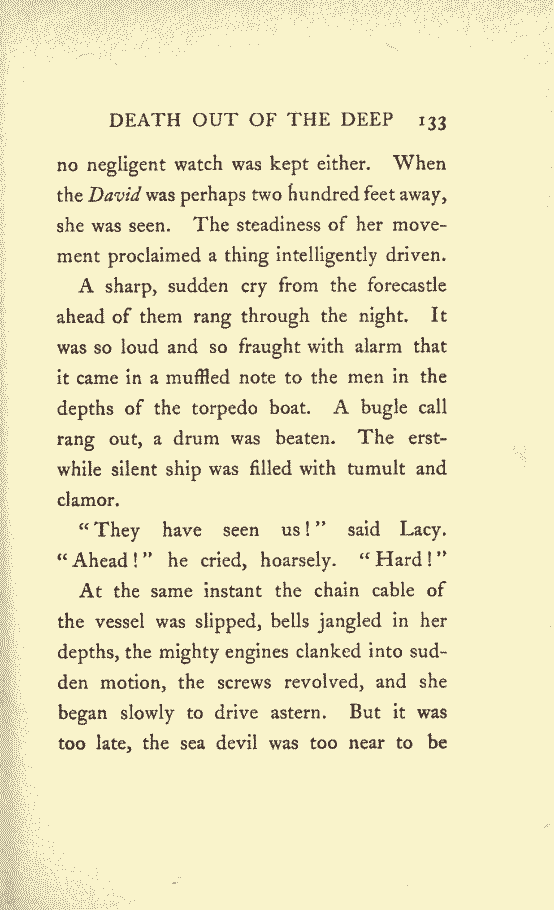 DEATH OUT OF THE DEEP 133
no negligent watch was kept either. When
the David was perhaps two hundred feet away,
she was seen. The steadiness of her move-
ment proclaimed a thing intelligently driven.
A sharp, sudden cry from the forecastle
ahead of them rang through the night. It
was so loud and so fraught with alarm that
it came in a muffled note to the men in the
depths of the torpedo boat. A bugle call
rang out, a drum was beaten. The erst-
while silent ship was filled with tumult and
clamor.
"They have seen us!" said Lacy.
"Ahead!" he cried, hoarsely. "Hard!"
At the same instant the chain cable of
the vessel was slipped, bells jangled in her
depths, the mighty engines clanked into sud-
den motion, the screws revolved, and she
began slowly to drive astern. But it was
too late, the sea devil was too near to be